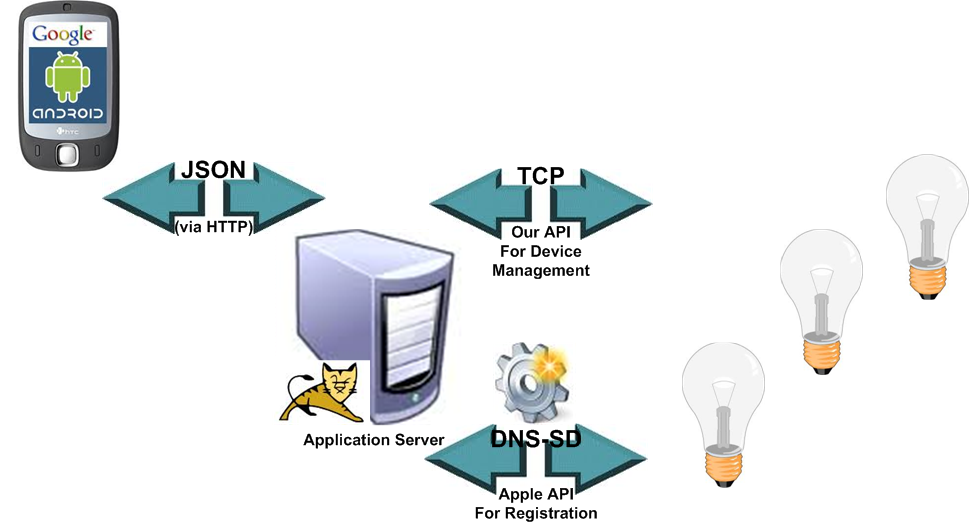 Google
ANDROID
HTC
JSON
(via HTTP)
TCP
Our API
For Device
Management
Application Server
DNS-SD
Apple API
For Registration